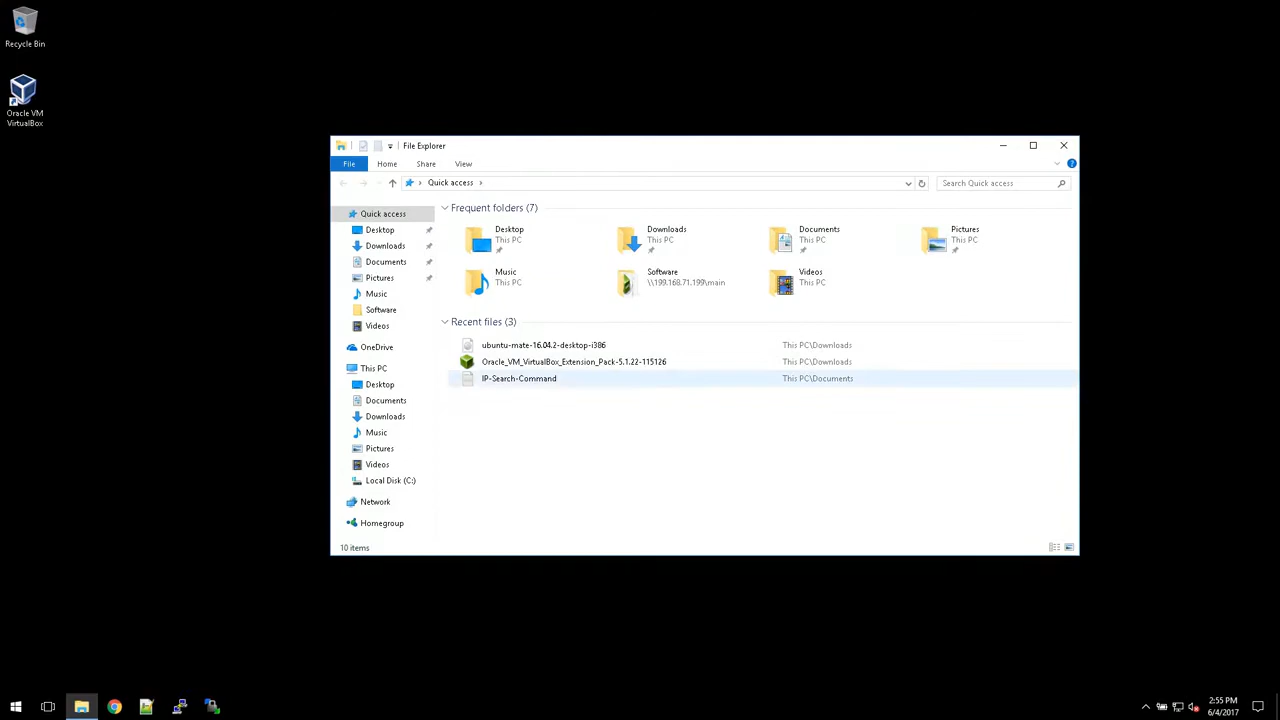 Recycle Bin
Oracle VM
VirtualBox
File Explorer
File Home Share View
Quick access
Search Quick access
Quick access
Desktop
Downloads
Documents
Pictures
Music
Software
Videos
OneDrive
This PC
Desktop
Documents
Downloads
Music
Pictures
Videos
Local Disk (C:)
Network
Homegroup
Frequent folders (7)
Desktop
This PC
Downloads
This PC
Documents
This PC
Pictures
This PC
Music
This PC
Software
\\199.168.71.199\main
Videos
This PC
Recent files (3)
ubuntu-mate-16.04.2-desktop-i386 This PC\Downloads
Oracle_VM_VirtualBox_Extension_Pack-5.1.22-115126 This PC\Downloads
IP-Search-Command This PC\Documents
10 items
2:55 PM
6/4/2017